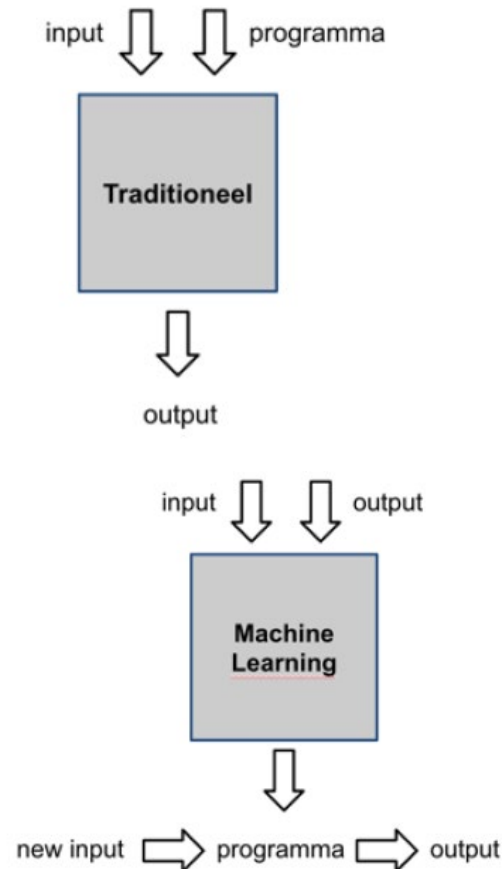 input programma
Traditioneel
output
input output
Machine
Learning
new input programma output